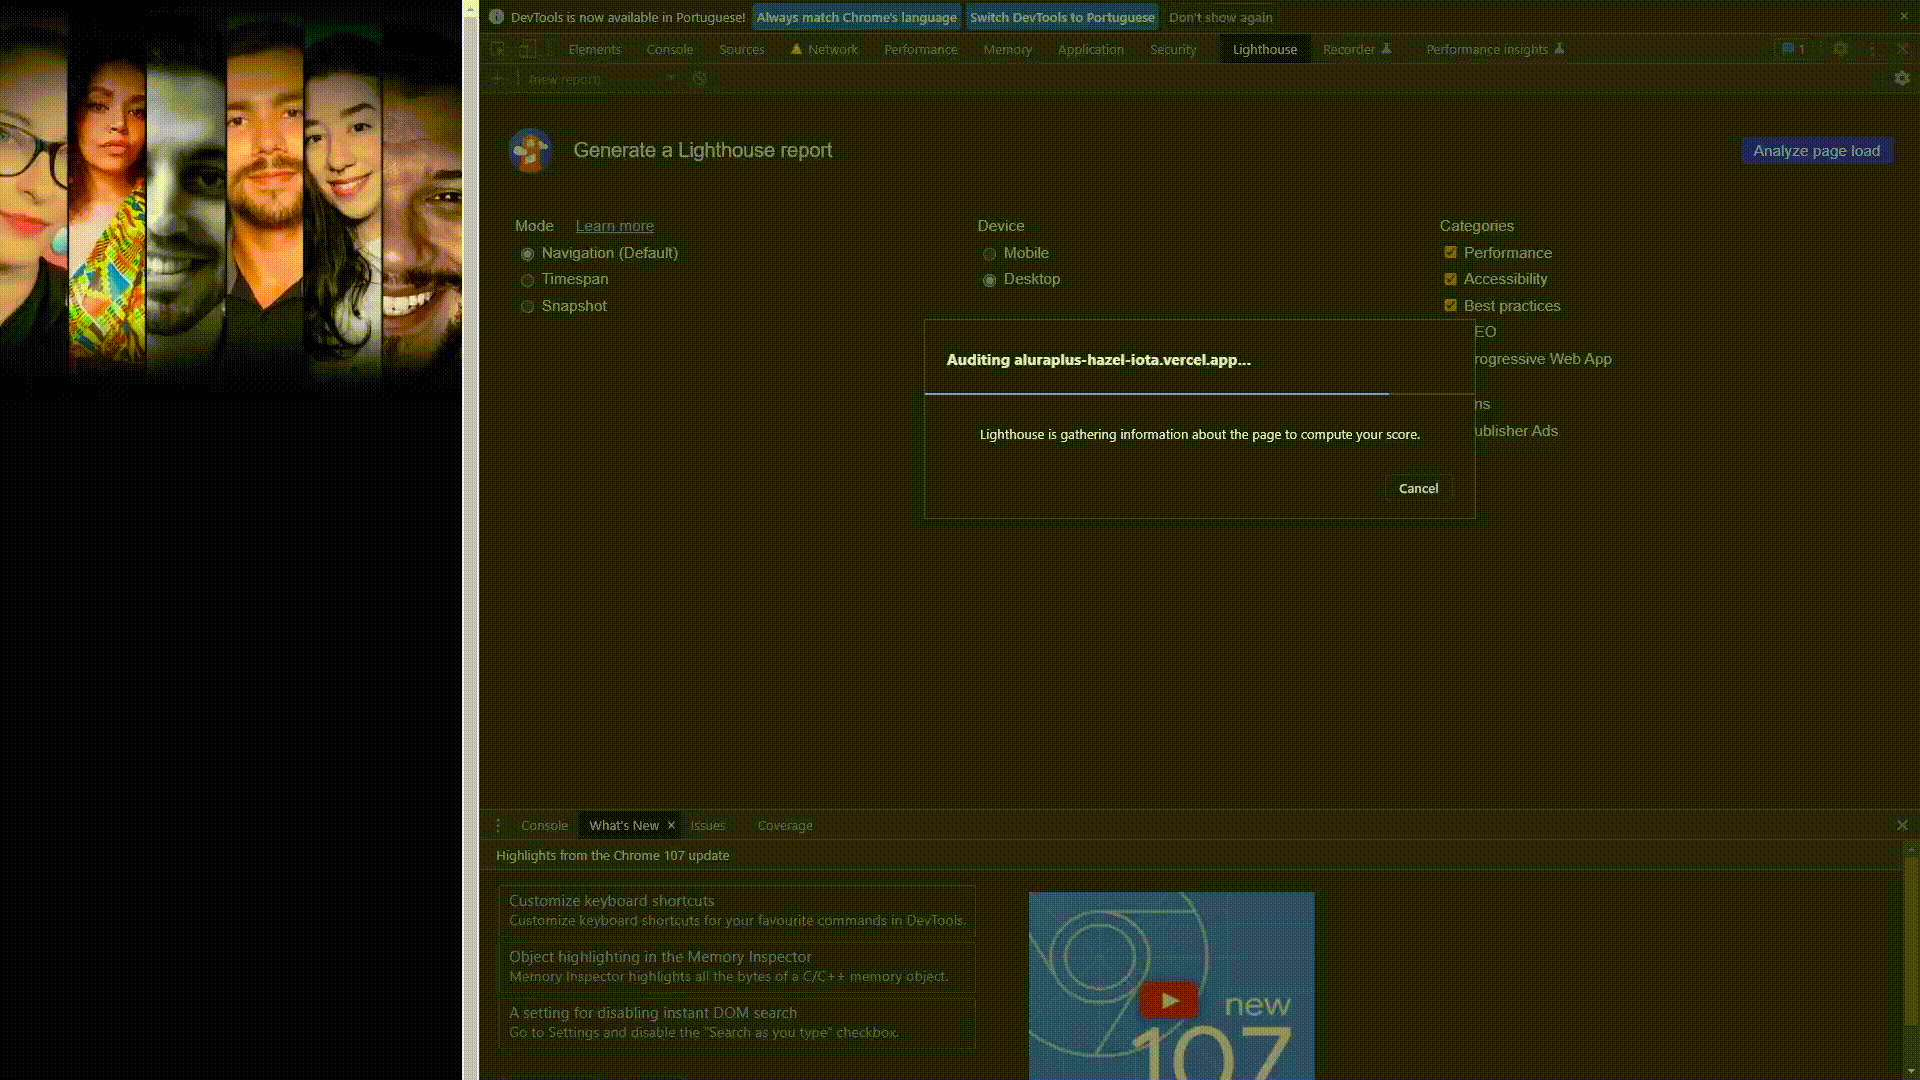 DevTools is now available in Portuguese! Always match Chrome's language Switch DevTools to Portuguese Don't show again
Elements Console Sources Network Performance Memory Application Security Lighthouse Recorder Performance insights 1
(new report)
Generate a Lighthouse report
Analyze page load
Mode Learn more
Navigation (Default)
Timespan
Snapshot
Device
Mobile
Desktop
Categories
Performance
Accessibility
Best practices
EO
rogressive Web App
ns
ublisher Ads
Auditing aluraplus-hazel-iota.vercel.app...
Lighthouse is gathering information about the page to compute your score.
Cancel
Console What's New Issues Coverage
Highlights from the Chrome 107 update
Customize keyboard shortcuts
Customize keyboard shortcuts for your favourite commands in DevTools.
Object highlighting in the Memory Inspector
Memory Inspector highlights all the bytes of a C/C++ memory object.
A setting for disabling instant DOM search
Go to Settings and disable the "Search as you type" checkbox.
new
107